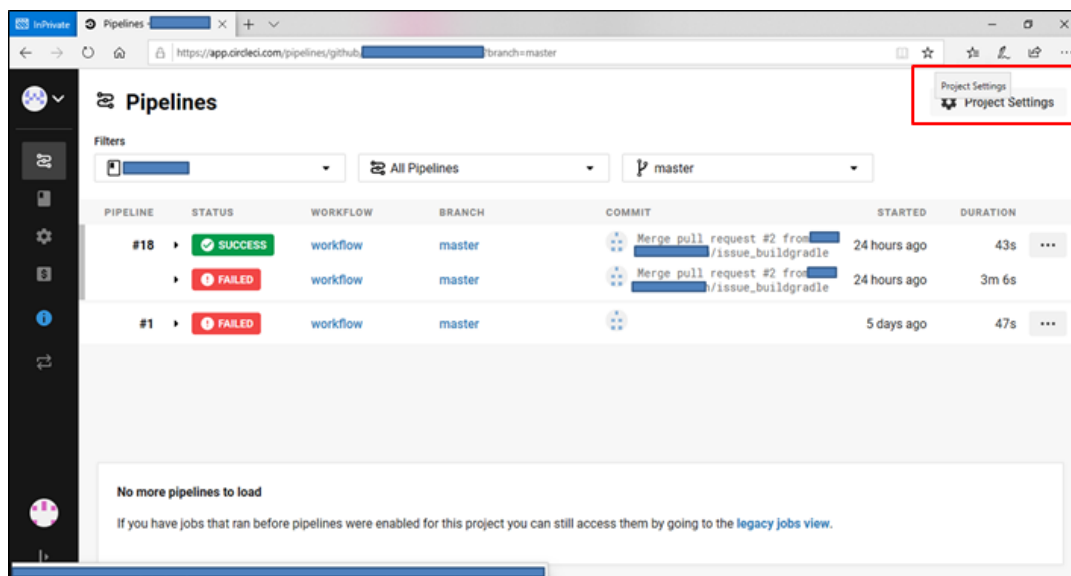 InPrivate Pipelines -
https://app.circleci.com/pipelines/github/ ?branch=master
Pipelines
Project Settings
Project Settings
Filters
All Pipelines
master
PIPELINE STATUS WORKFLOW BRANCH COMMIT STARTED DURATION
#18 SUCCESS workflow master Merge pull request #2 from /issue_buildgradle 24 hours ago 43s
FAILED workflow master Merge pull request #2 from /issue_buildgradle 24 hours ago 3m 6s
#1 FAILED workflow master 5 days ago 47s
No more pipelines to load
If you have jobs that ran before pipelines were enabled for this project you can still access them by going to the legacy jobs view.